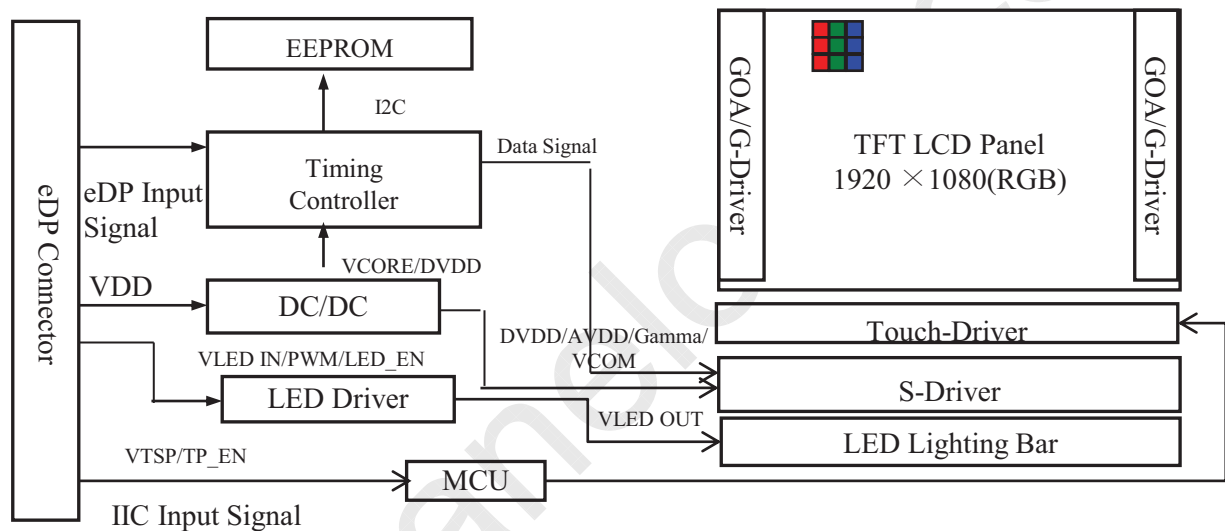 EEPROM
I2C
Timing
Controller
Data Signal
eDP Connector
eDP Input
Signal
VCORE/DVDD
VDD
DC/DC
VLED IN/PWM/LED_EN
LED Driver
VTSP/TP_EN
MCU
IIC Input Signal
GOA/G-Driver
TFT LCD Panel
1920 ×1080(RGB)
GOA/G-Driver
Touch-Driver
DVDD/AVDD/Gamma/
VCOM
S-Driver
VLED OUT
LED Lighting Bar